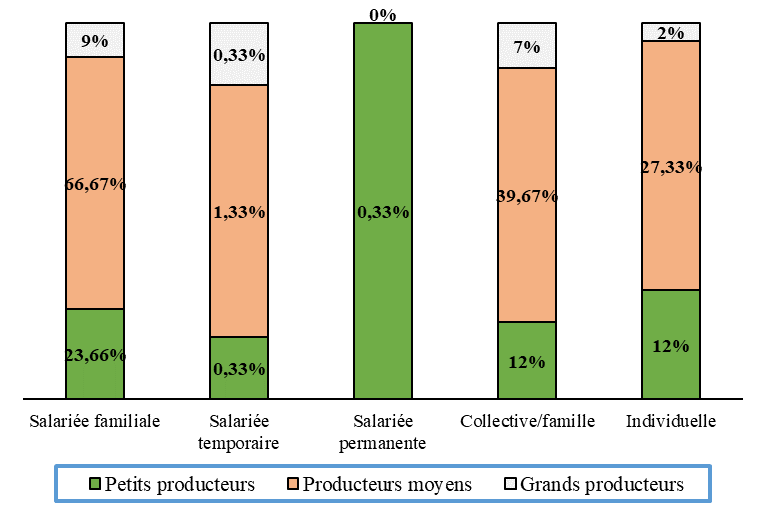 0%
9%
0,33%
7%
2%
66,67%
1,33%
0,33%
39,67%
27,33%
23,66%
0,33%
12%
12%
Salariée familiale
Salariée temporaire
Salariée permanente
Collective/famille
Individuelle
Petits producteurs
Producteurs moyens
Grands producteurs